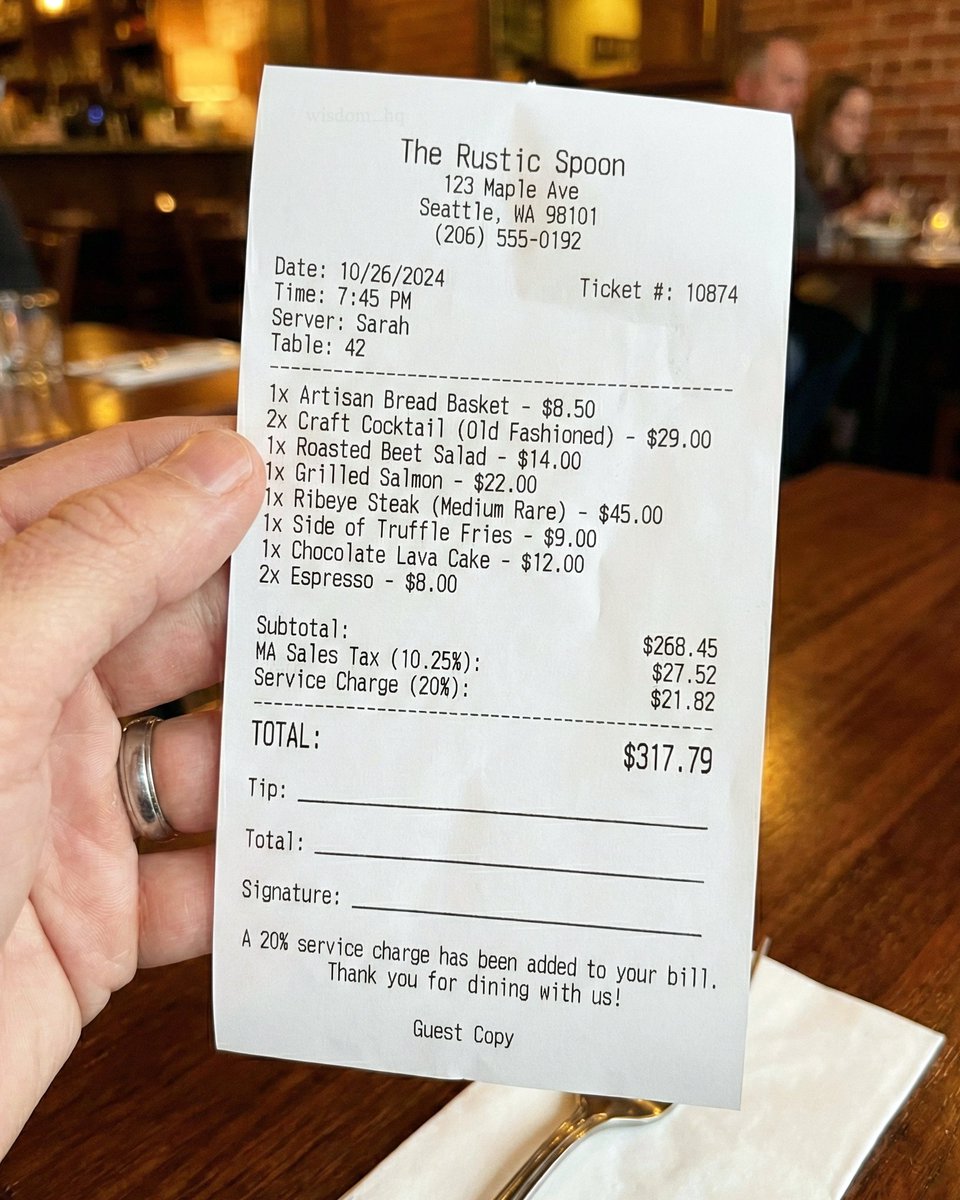 wisdom_hq
The Rustic Spoon
123 Maple Ave
Seattle, WA 98101
(206) 555-0192
Date: 10/26/2024
Ticket #: 10874
Time: 7:45 PM
Server: Sarah
Table: 42
1x Artisan Bread Basket - $8.50
2x Craft Cocktail (Old Fashioned) - $29.00
1x Roasted Beet Salad - $14.00
1x Grilled Salmon - $22.00
1x Ribeye Steak (Medium Rare) - $45.00
1x Side of Truffle Fries - $9.00
1x Chocolate Lava Cake - $12.00
2x Espresso - $8.00
Subtotal: $268.45
MA Sales Tax (10.25%): $27.52
Service Charge (20%): $21.82
TOTAL: $317.79
Tip:
Total:
Signature:
A 20% service charge has been added to your bill.
Thank you for dining with us!
Guest Copy